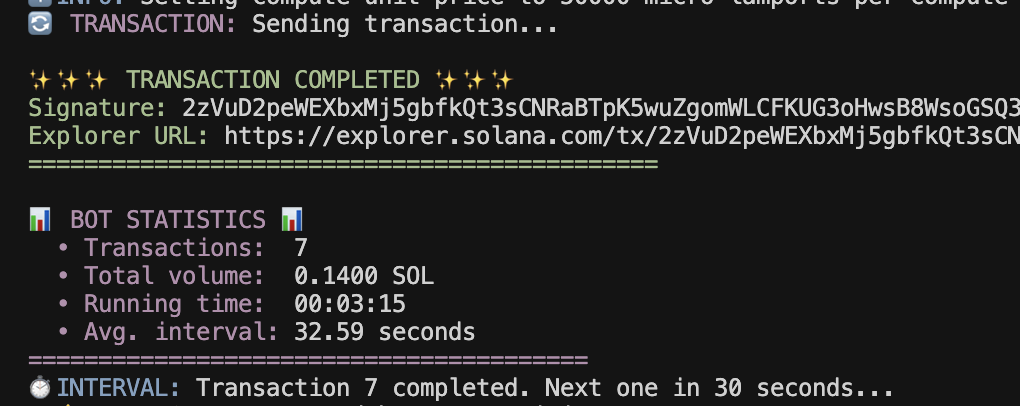 INFO: Setting compute unit price to 50000 micro-lamports per compute
TRANSACTION: Sending transaction...
TRANSACTION COMPLETED
Signature: 2zVuD2peWEXbxMj5gbfkQt3sCNRaBTpK5wuZgomWLCFKUG3oHwsB8WsoGSQ3
Explorer URL: https://explorer.solana.com/tx/2zVuD2peWEXbxMj5gbfkQt3sCN
=============================================
BOT STATISTICS
• Transactions: 7
• Total volume: 0.1400 SOL
• Running time: 00:03:15
• Avg. interval: 32.59 seconds
========================================
INTERVAL: Transaction 7 completed. Next one in 30 seconds...